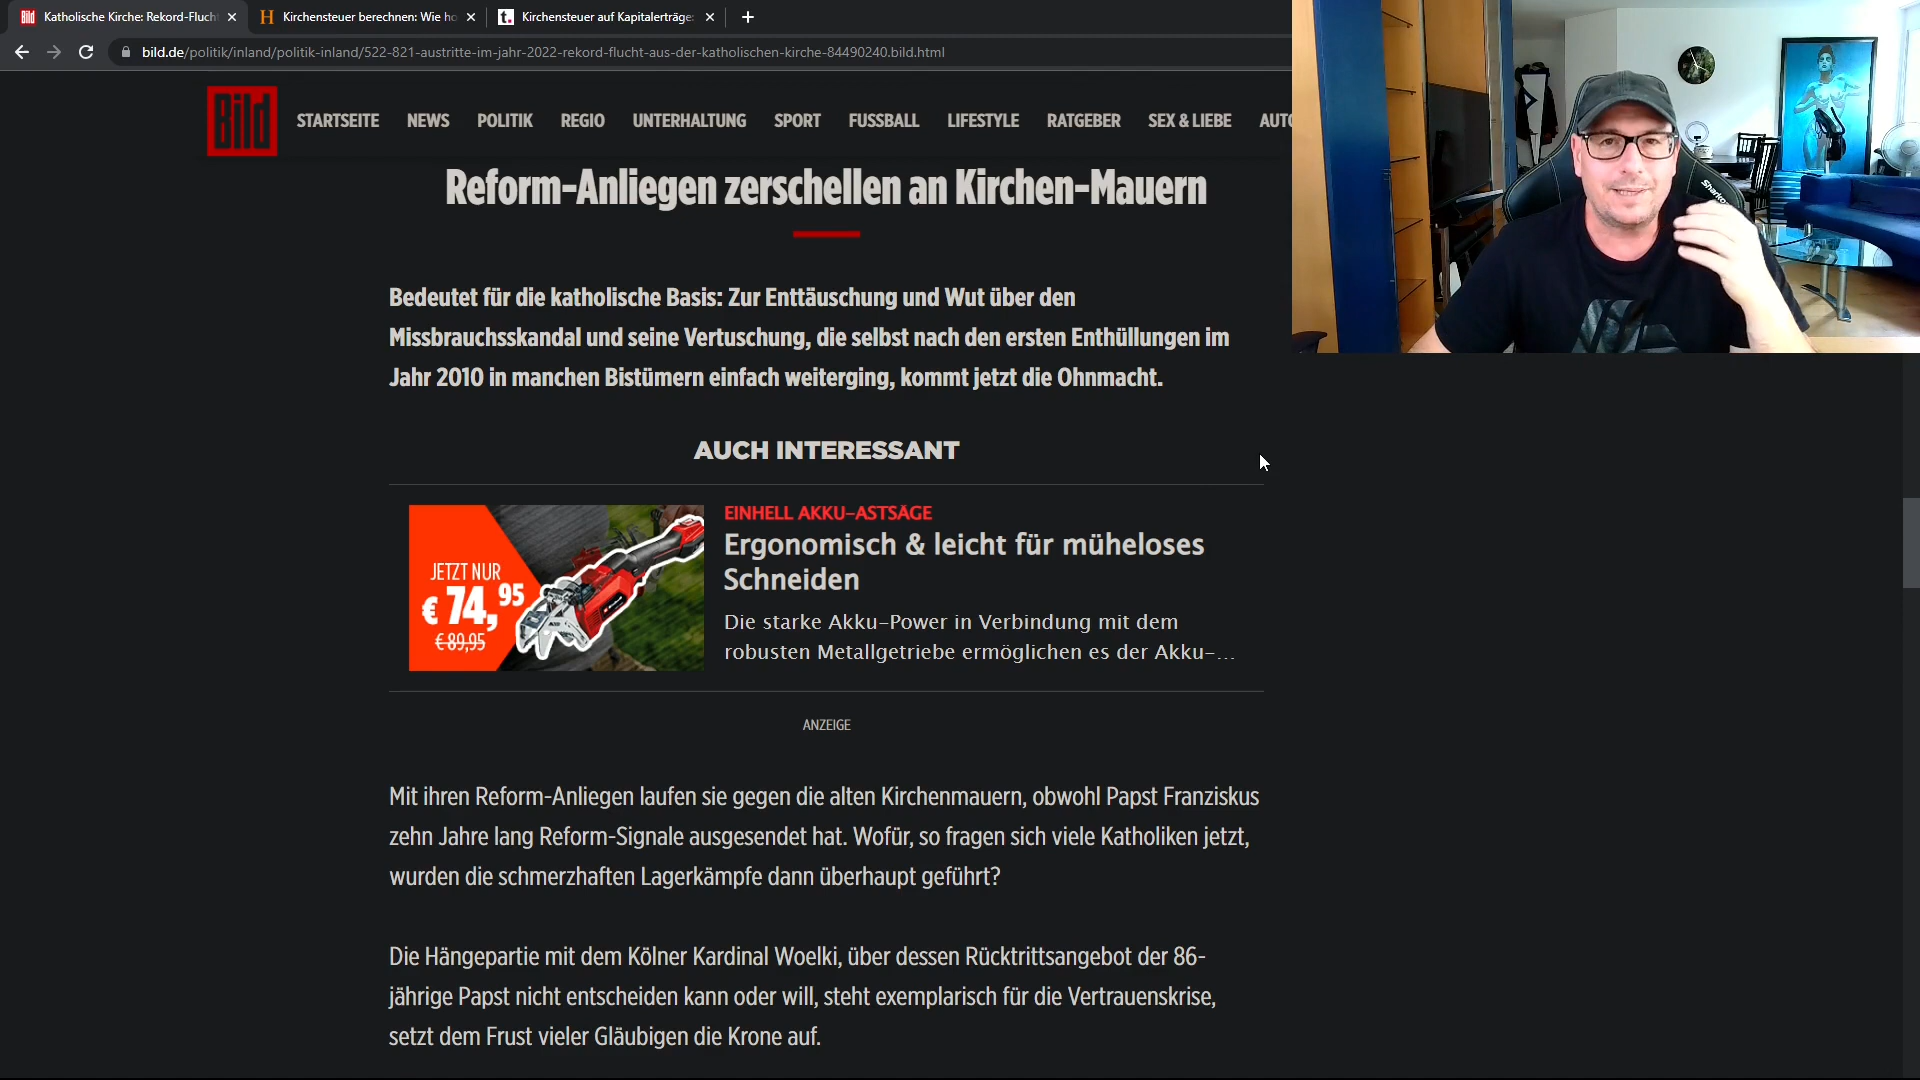 Katholische Kirche: Rekord-Flucht
Kirchensteuer berechnen: Wie ho
Kirchensteuer auf Kapitalerträge:
bild.de/politik/inland/politik-inland/522-821-austritte-im-jahr-2022-rekord-flucht-aus-der-katholischen-kirche-84490240.bild.html
Bild
STARTSEITE NEWS POLITIK REGIO UNTERHALTUNG SPORT FUSSBALL LIFESTYLE RATGEBER SEX & LIEBE AUTO
Reform-Anliegen zerschellen an Kirchen-Mauern
Bedeutet für die katholische Basis: Zur Enttäuschung und Wut über den
Missbrauchsskandal und seine Vertuschung, die selbst nach den ersten Enthüllungen im
Jahr 2010 in manchen Bistümern einfach weiterging, kommt jetzt die Ohnmacht.
AUCH INTERESSANT
JETZT NUR
€ 74,95
€ 89,95
EINHELL AKKU-ASTSÄGE
Ergonomisch & leicht für müheloses
Schneiden
Die starke Akku-Power in Verbindung mit dem
robusten Metallgetriebe ermöglichen es der Akku-...
ANZEIGE
Mit ihren Reform-Anliegen laufen sie gegen die alten Kirchenmauern, obwohl Papst Franziskus
zehn Jahre lang Reform-Signale ausgesendet hat. Wofür, so fragen sich viele Katholiken jetzt,
wurden die schmerzhaften Lagerkämpfe dann überhaupt geführt?
Die Hängepartie mit dem Kölner Kardinal Woelki, über dessen Rücktrittsangebot der 86-
jährige Papst nicht entscheiden kann oder will, steht exemplarisch für die Vertrauenskrise,
setzt dem Frust vieler Gläubigen die Krone auf.